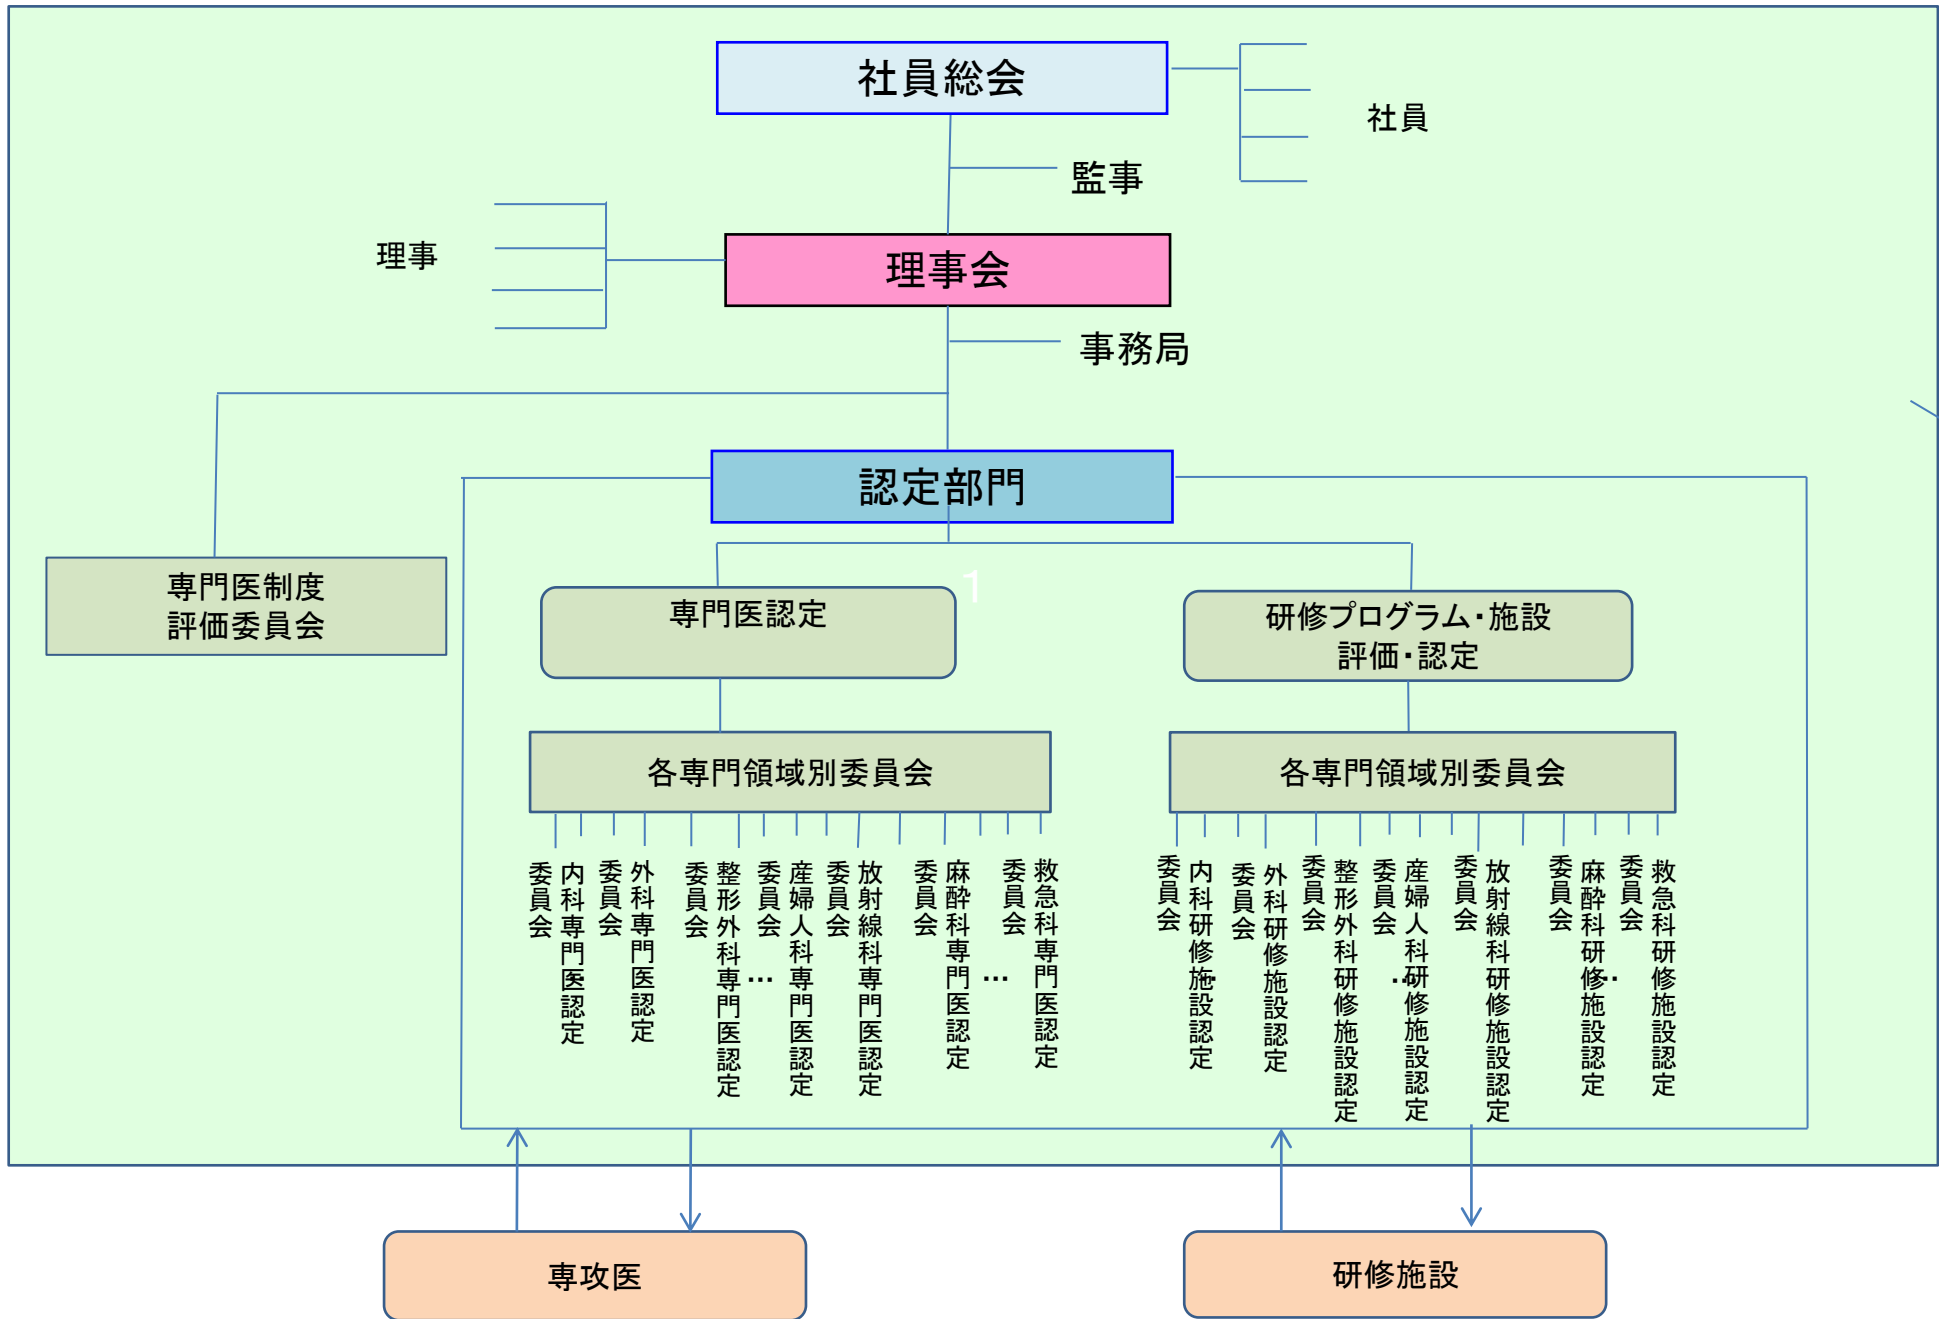 社員総会
社員
監事
理事
理事会
事務局
認定部門
専門医制度
評価委員会
1
専門医認定
研修プログラム・施設
評価・認定
各専門領域別委員会
各専門領域別委員会
内科専門医認定
委員会
外科専門医認定
委員会
整形外科専門医認定
委員会
…
産婦人科専門医認定
委員会
放射線科専門医認定
委員会
麻酔科専門医認定
委員会
…
救急科専門医認定
委員会
内科研修施設認定
委員会
外科研修施設認定
委員会
整形外科研修施設認定
委員会
…
産婦人科研修施設認定
委員会
放射線科研修施設認定
委員会
麻酔科研修施設認定
委員会
…
救急科研修施設認定
委員会
専攻医
研修施設